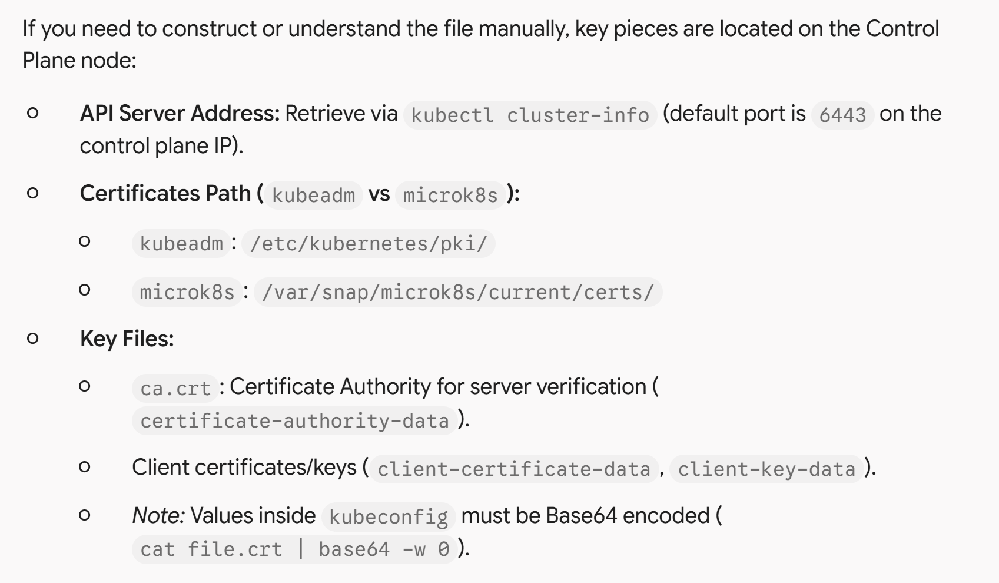 If you need to construct or understand the file manually, key pieces are located on the Control
Plane node:
API Server Address: Retrieve via kubectl cluster-info (default port is 6443 on the
control plane IP).
Certificates Path ( kubeadm vs microk8s ):
kubeadm : /etc/kubernetes/pki/
microk8s : /var/snap/microk8s/current/certs/
Key Files:
ca.crt : Certificate Authority for server verification (
certificate-authority-data ).
Client certificates/keys ( client-certificate-data , client-key-data ).
Note: Values inside kubeconfig must be Base64 encoded (
cat file.crt | base64 -w 0 ).